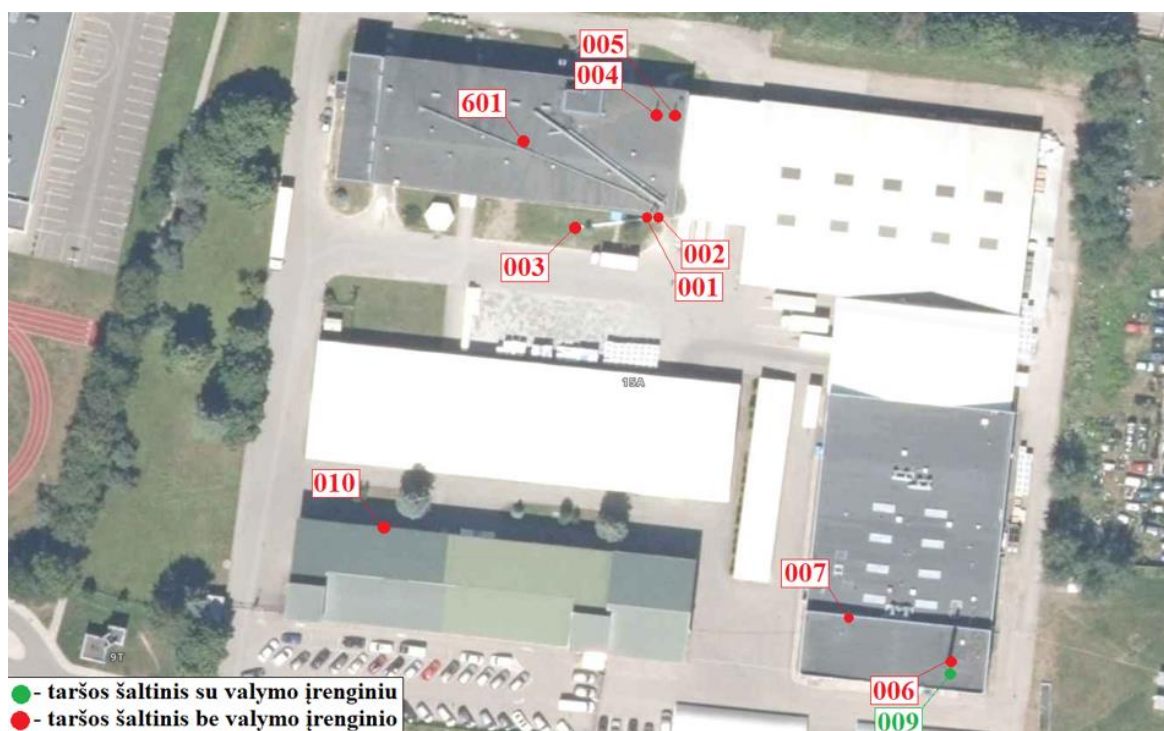 005
004
601
003
002
001
15A
010
007
9T
006
009
- taršos šaltinis su valymo įrenginiu
- taršos šaltinis be valymo įrenginio